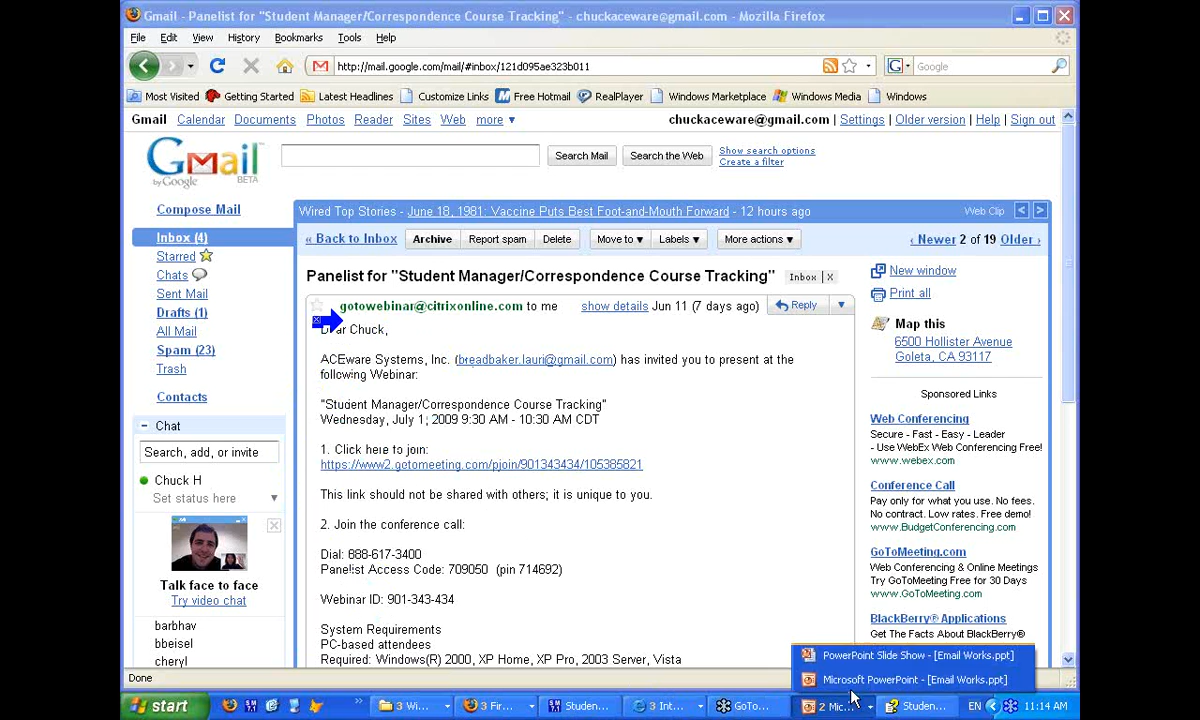 Gmail - Panelist for "Student Manager/Correspondence Course Tracking" - chuckaceware@gmail.com - Mozilla Firefox
File Edit View History Bookmarks Tools Help
http://mail.google.com/mail/#inbox/121d095ae323b011
Google
Most Visited Getting Started Latest Headlines Customize Links Free Hotmail RealPlayer Windows Marketplace Windows Media Windows
Gmail Calendar Documents Photos Reader Sites Web more ▼ chuckaceware@gmail.com | Settings | Older version | Help | Sign out
Gmail
by Google BETA
Search Mail Search the Web
Show search options
Create a filter
Compose Mail
Inbox (4)
Starred
Chats
Sent Mail
Drafts (1)
All Mail
Spam (23)
Trash
Contacts
− Chat
Search, add, or invite
Chuck H
Set status here
Talk face to face
Try video chat
barbhav
bbeisel
cheryl
Wired Top Stories - June 18, 1981: Vaccine Puts Best Foot-and-Mouth Forward - 12 hours ago Web Clip < >
« Back to Inbox Archive Report spam Delete Move to ▼ Labels ▼ More actions ▼ ‹ Newer 2 of 19 Older ›
Panelist for "Student Manager/Correspondence Course Tracking" Inbox | X
gotowebinar@citrixonline.com to me show details Jun 11 (7 days ago) Reply
Dear Chuck,
ACEware Systems, Inc. (breadbaker.lauri@gmail.com) has invited you to present at the
following Webinar:
"Student Manager/Correspondence Course Tracking"
Wednesday, July 1, 2009 9:30 AM - 10:30 AM CDT
1. Click here to join:
https://www2.gotomeeting.com/pjoin/901343434/105385821
This link should not be shared with others; it is unique to you.
2. Join the conference call:
Dial: 888-617-3400
Panelist Access Code: 709050 (pin 714692)
Webinar ID: 901-343-434
System Requirements
PC-based attendees
Required: Windows(R) 2000, XP Home, XP Pro, 2003 Server, Vista
New window
Print all
Map this
6500 Hollister Avenue
Goleta, CA 93117
Sponsored Links
Web Conferencing
Secure - Fast - Easy - Leader
- Use WebEx Web Conferencing Free!
www.webex.com
Conference Call
Pay only for what you use. No fees.
No contract. Low rates. Free demo.
www.BudgetConferencing.com
GoToMeeting.com
Web Conferencing & Online Meetings
Try GoToMeeting Free for 30 Days
www.GoToMeeting.com
BlackBerry® Applications
Get The Facts About BlackBerry®
PowerPoint Slide Show - [Email Works.ppt]
Microsoft PowerPoint - [Email Works.ppt]
Done
start 3 Wi... 3 Fir... Studen... 3 Int... GoTo... 2 Mic... Studen... EN 11:14 AM